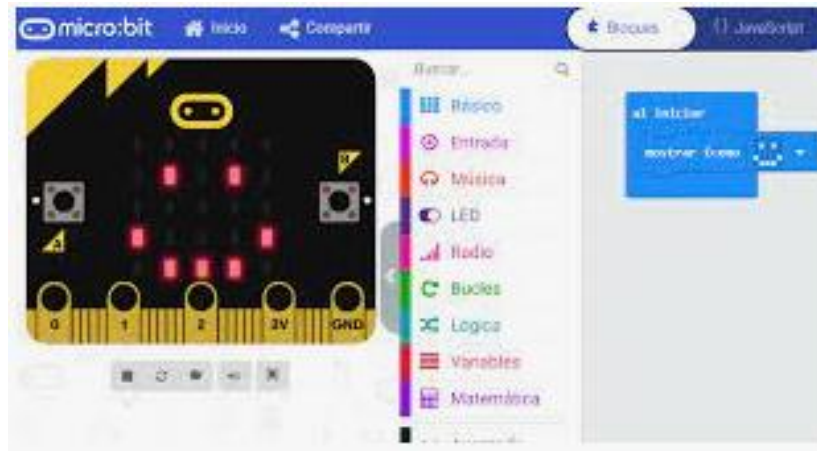 micro:bit Inicio Compartir Bloques {} JavaScript
Buscar...
Básico
Entrada
Música
LED
Radio
Bucles
Lógica
Variables
Matemática
al iniciar
mostrar ícono
B
A
0 1 2 3V GND